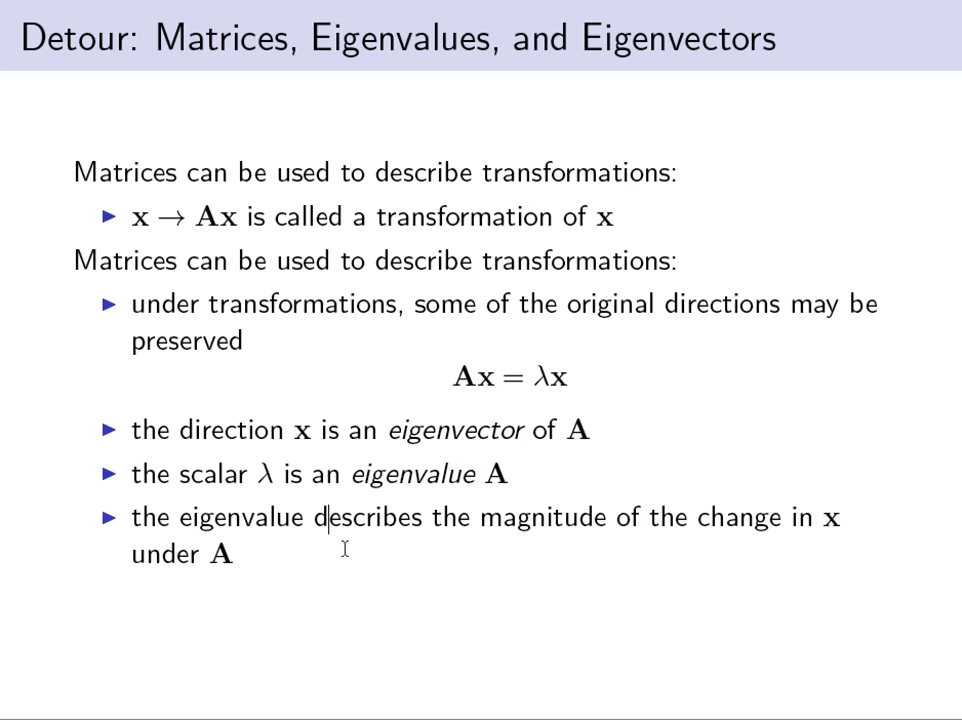 Detour: Matrices, Eigenvalues, and Eigenvectors
Matrices can be used to describe transformations:
▶ x → Ax is called a transformation of x
Matrices can be used to describe transformations:
▶ under transformations, some of the original directions may be
preserved
Ax = λx
▶ the direction x is an eigenvector of A
▶ the scalar λ is an eigenvalue A
▶ the eigenvalue describes the magnitude of the change in x
under A